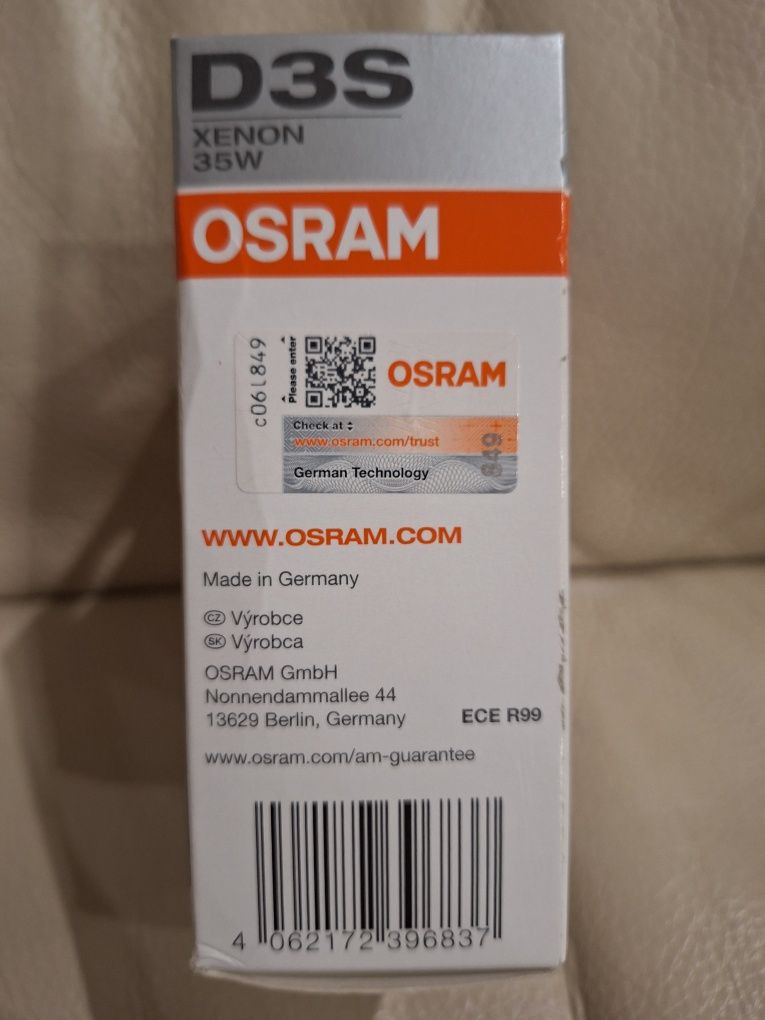 D3S
XENON
35W
OSRAM
c06l849
Please enter
OSRAM
Check at
www.osram.com/trust
649+
German Technology
WWW.OSRAM.COM
Made in Germany
CZ Výrobce
SK Výrobca
OSRAM GmbH
Nonnendammallee 44
13629 Berlin, Germany
ECE R99
www.osram.com/am-guarantee
4 062172 396837